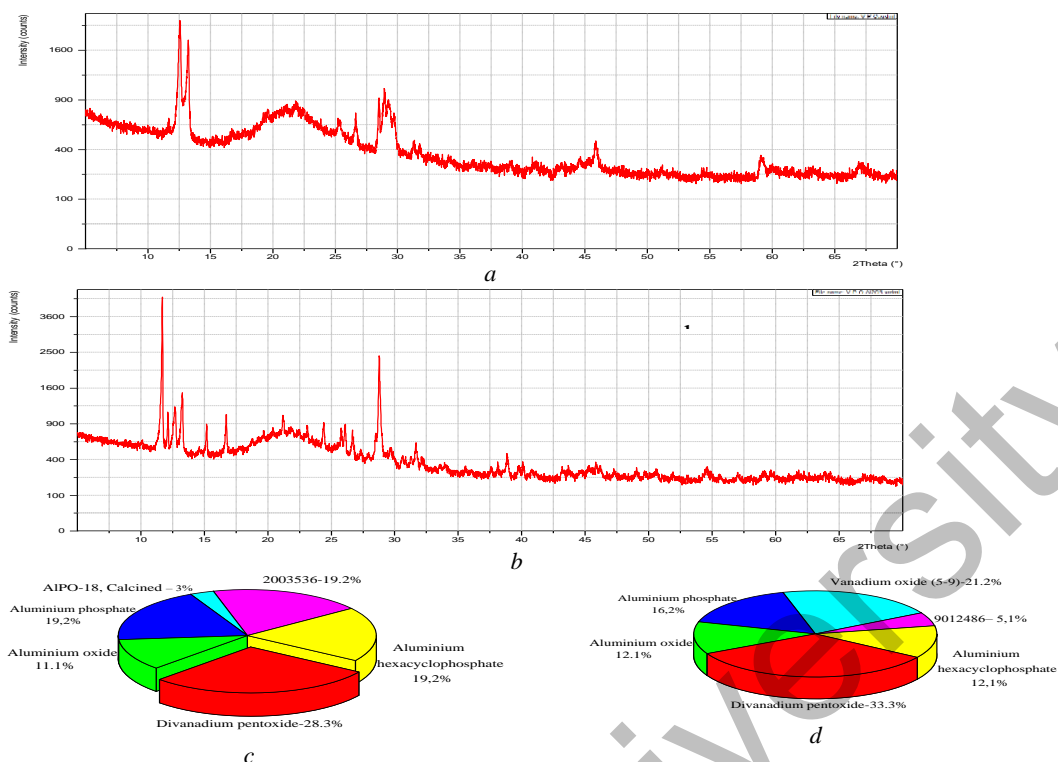 Intensity (counts)
1600
900
400
100
0
10 15 20 25 30 35 40 45 50 55 60 65
2Theta (°)
a
Intensity (counts)
3600
2500
1600
900
400
100
0
10 15 20 25 30 35 40 45 50 55 60 65
2Theta (°)
b
AlPO-18, Calcined – 3%
2003536-19.2%
Aluminium phosphate
19,2%
Aluminium oxide
11.1%
Aluminium
hexacyclophosphate
19,2%
Divanadium pentoxide-28.3%
c
Vanadium oxide (5-9)-21.2%
Aluminium phosphate
16,2%
9012486– 5,1%
Aluminium oxide
12.1%
Aluminium
hexacyclophosphate
12,1%
Divanadium pentoxide-33.3%
d
versity